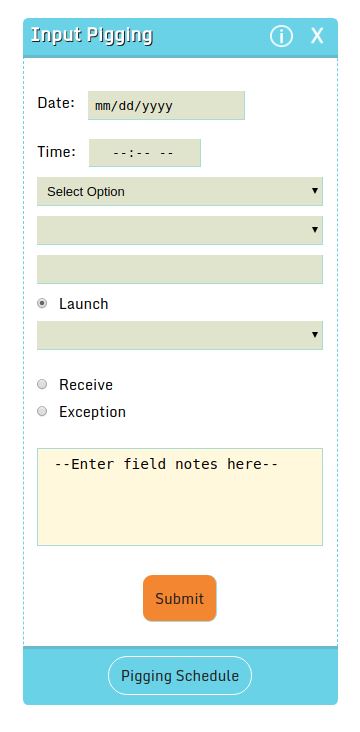 Input Pigging i X
Date: mm/dd/yyyy
Time: --:-- --
Select Option
Launch
Receive
Exception
--Enter field notes here--
Submit
Pigging Schedule